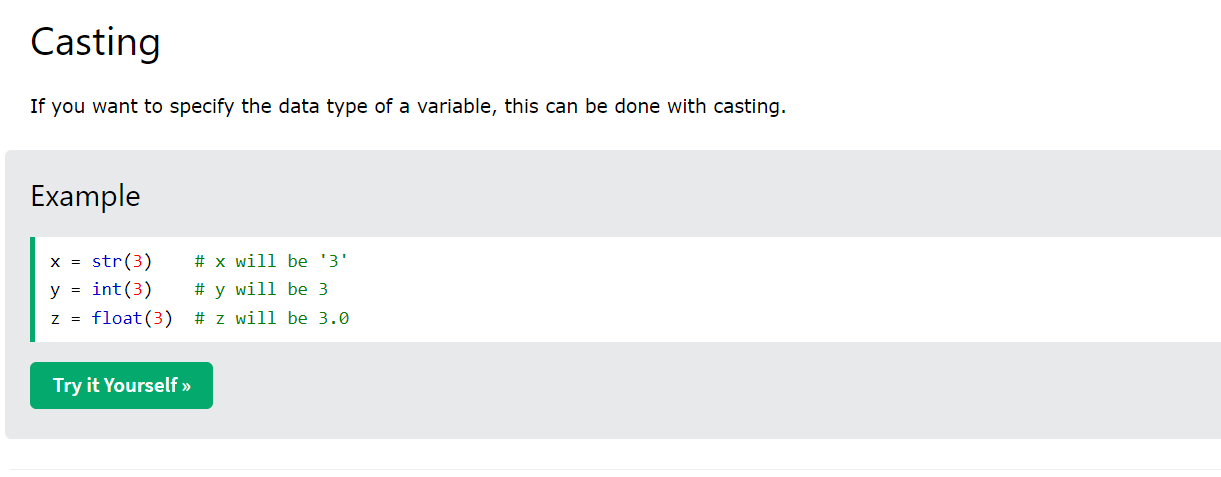 Casting
If you want to specify the data type of a variable, this can be done with casting.
Example
x = str(3)    # x will be '3'
y = int(3)    # y will be 3
z = float(3)  # z will be 3.0
Try it Yourself »